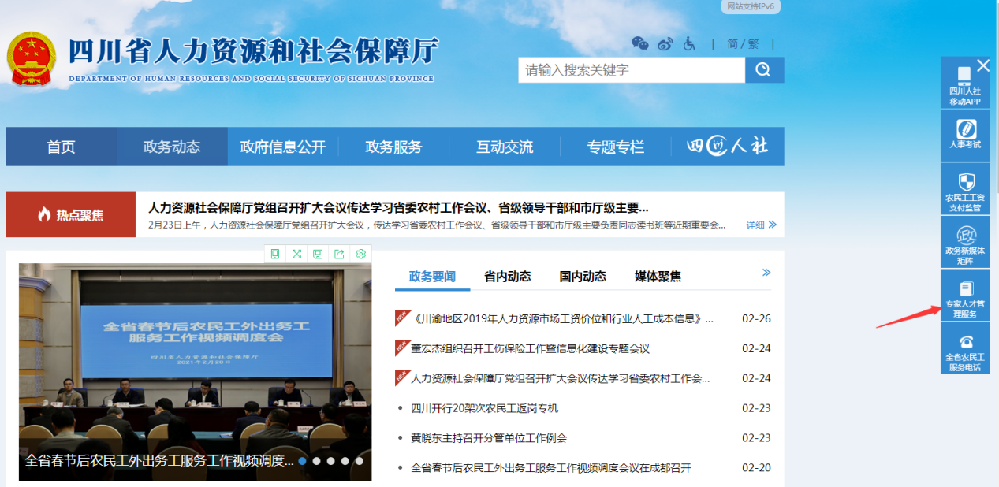 网站支持IPv6
四川省人力资源和社会保障厅
DEPARTMENT OF HUMAN RESOURCES AND SOCIAL SECURITY OF SICHUAN PROVINCE
| 简 / 繁 |
请输入搜索关键字
首页 政务动态 政府信息公开 政务服务 互动交流 专题专栏 四川人社
热点聚焦
人力资源社会保障厅党组召开扩大会议传达学习省委农村工作会议、省级领导干部和市厅级主要...
2月23日上午，人力资源社会保障厅党组召开扩大会议，传达学习省委农村工作会议、省级领导干部和市厅级主要负责同志读书班等近期重要会... 详细
全省春节后农民工外出务工
服务工作视频调度会
四川省人力资源和社会保障厅
2021年2月20日
全省春节后农民工外出务工服务工作视频调度...
政务要闻 省内动态 国内动态 媒体聚焦
NEW 《川渝地区2019年人力资源市场工资价位和行业人工成本信息》... 02-26
NEW 董宏杰组织召开工伤保险工作暨信息化建设专题会议 02-24
NEW 人力资源社会保障厅党组召开扩大会议传达学习省委农村工作会... 02-24
四川开行20架次农民工返岗专机 02-23
黄晓东主持召开分管单位工作例会 02-23
全省春节后农民工外出务工服务工作视频调度会议在成都召开 02-20
四川人社
移动APP
人事考试
农民工工资
支付监管
政务新媒体
矩阵
专家人才管
理服务
全省农民工
服务电话